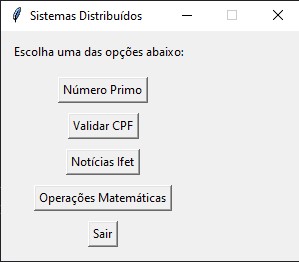 Sistemas Distribuídos
Escolha uma das opções abaixo:
Número Primo
Validar CPF
Notícias Ifet
Operações Matemáticas
Sair